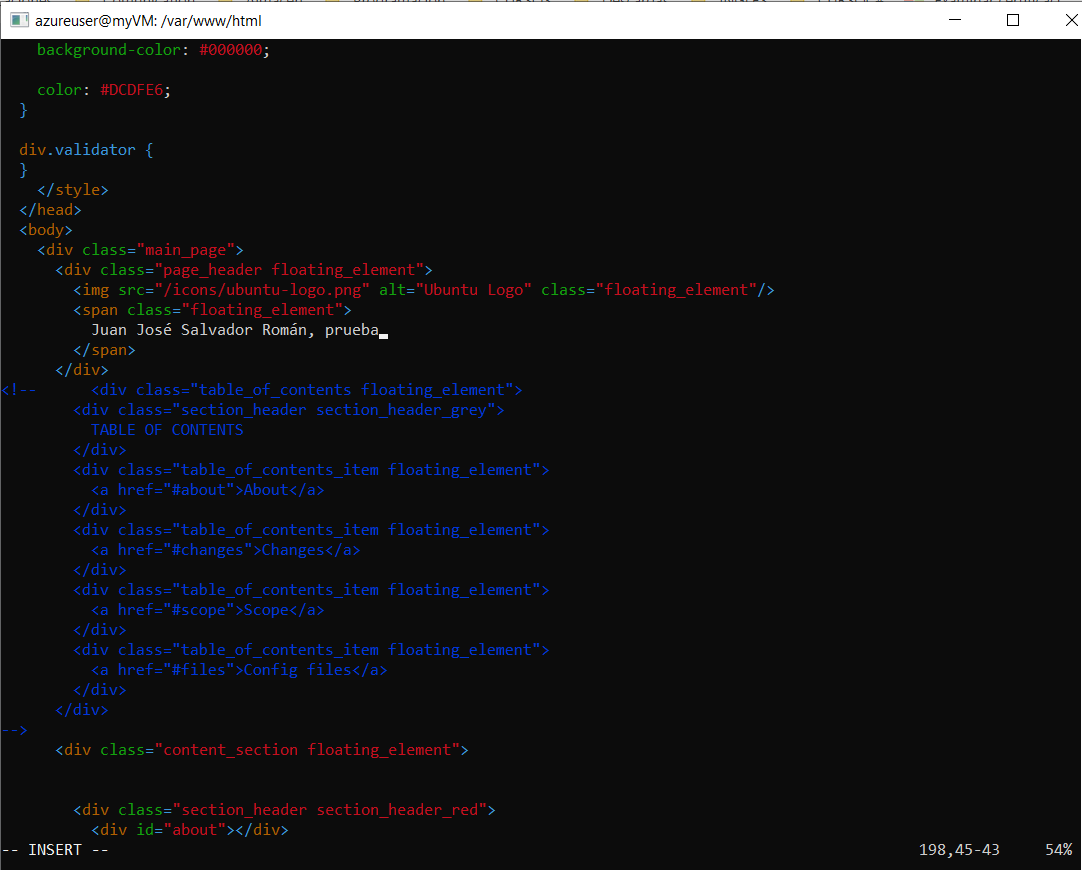 azureuser@myVM: /var/www/html
background-color: #000000;
color: #DCDFE6;
}
div.validator {
}
</style>
</head>
<body>
<div class="main_page">
<div class="page_header floating_element">
<img src="/icons/ubuntu-logo.png" alt="Ubuntu Logo" class="floating_element"/>
<span class="floating_element">
Juan José Salvador Román, prueba
</span>
</div>
<!--      <div class="table_of_contents floating_element">
<div class="section_header section_header_grey">
TABLE OF CONTENTS
</div>
<div class="table_of_contents_item floating_element">
<a href="#about">About</a>
</div>
<div class="table_of_contents_item floating_element">
<a href="#changes">Changes</a>
</div>
<div class="table_of_contents_item floating_element">
<a href="#scope">Scope</a>
</div>
<div class="table_of_contents_item floating_element">
<a href="#files">Config files</a>
</div>
</div>
-->
<div class="content_section floating_element">
<div class="section_header section_header_red">
<div id="about"></div>
-- INSERT -- 198,45-43 54%